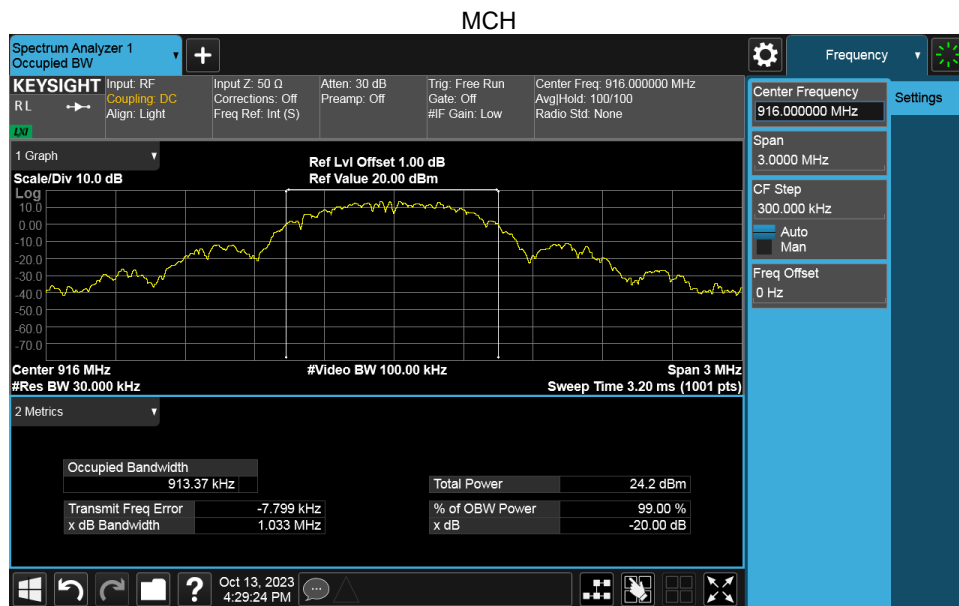 MCH
Spectrum Analyzer 1
Occupied BW
Frequency
KEYSIGHT
RL
LXI
Input: RF
Coupling: DC
Align: Light
Input Z: 50 Ω
Corrections: Off
Freq Ref: Int (S)
Atten: 30 dB
Preamp: Off
Trig: Free Run
Gate: Off
#IF Gain: Low
Center Freq: 916.000000 MHz
Avg|Hold: 100/100
Radio Std: None
Center Frequency
916.000000 MHz
Settings
Span
3.0000 MHz
CF Step
300.000 kHz
Auto
Man
Freq Offset
0 Hz
1 Graph
Scale/Div 10.0 dB
Ref Lvl Offset 1.00 dB
Ref Value 20.00 dBm
Log
10.0
0.00
-10.0
-20.0
-30.0
-40.0
-50.0
-60.0
-70.0
Center 916 MHz
#Video BW 100.00 kHz
Span 3 MHz
#Res BW 30.000 kHz
Sweep Time 3.20 ms (1001 pts)
2 Metrics
Occupied Bandwidth
913.37 kHz
Total Power 24.2 dBm
Transmit Freq Error -7.799 kHz
% of OBW Power 99.00 %
x dB Bandwidth 1.033 MHz
x dB -20.00 dB
Oct 13, 2023
4:29:24 PM